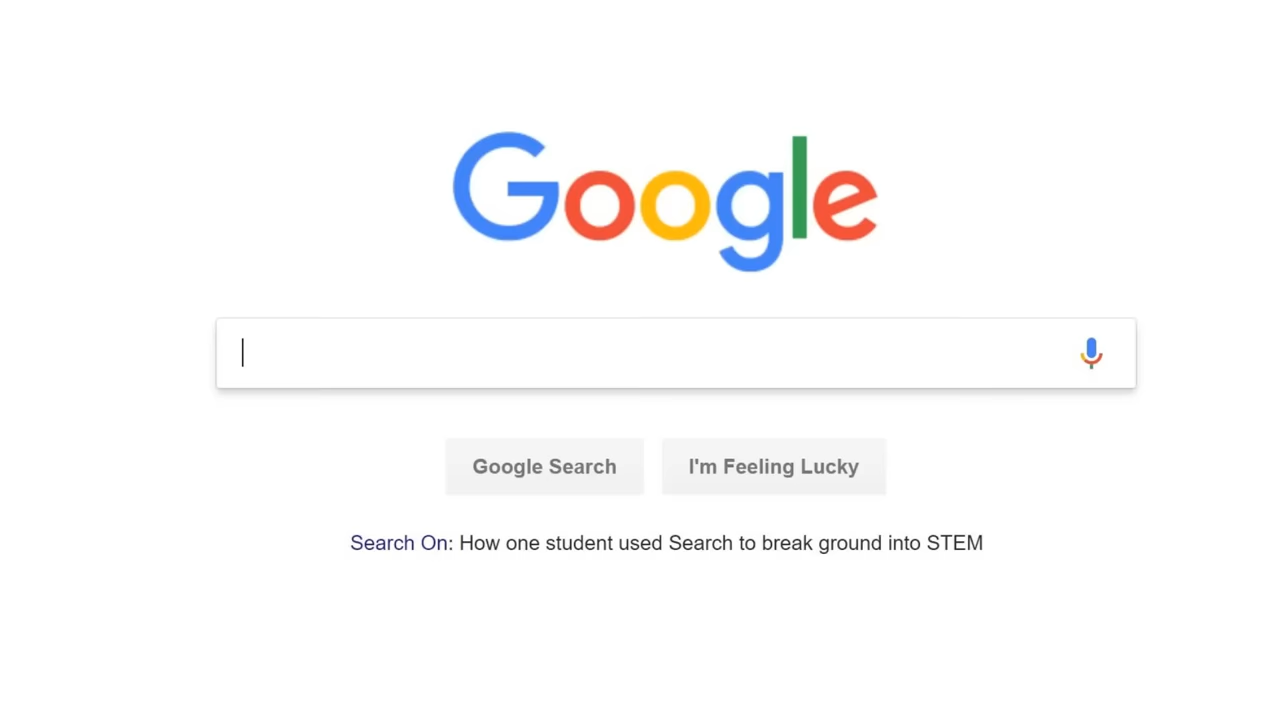 Google
Google Search
I'm Feeling Lucky
Search On: How one student used Search to break ground into STEM